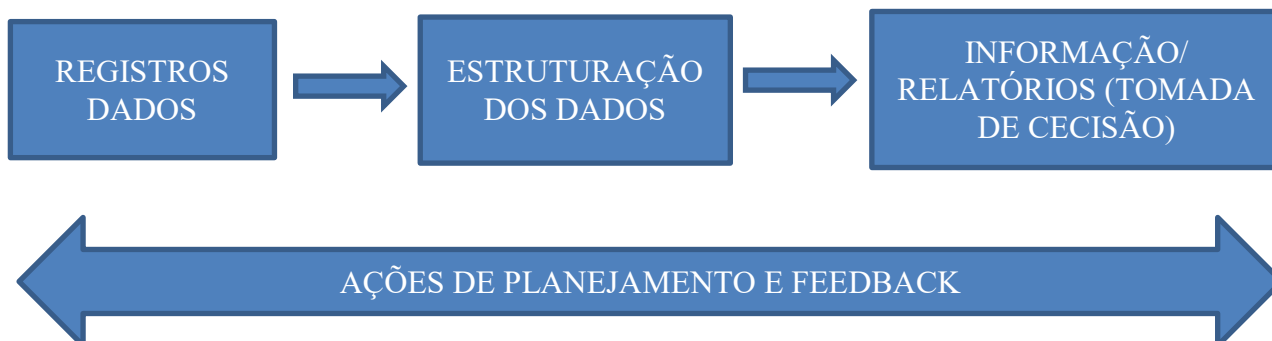 REGISTROS
DADOS
ESTRUTURAÇÃO
DOS DADOS
INFORMAÇÃO/
RELATÓRIOS (TOMADA
DE CECISÃO)
AÇÕES DE PLANEJAMENTO E FEEDBACK